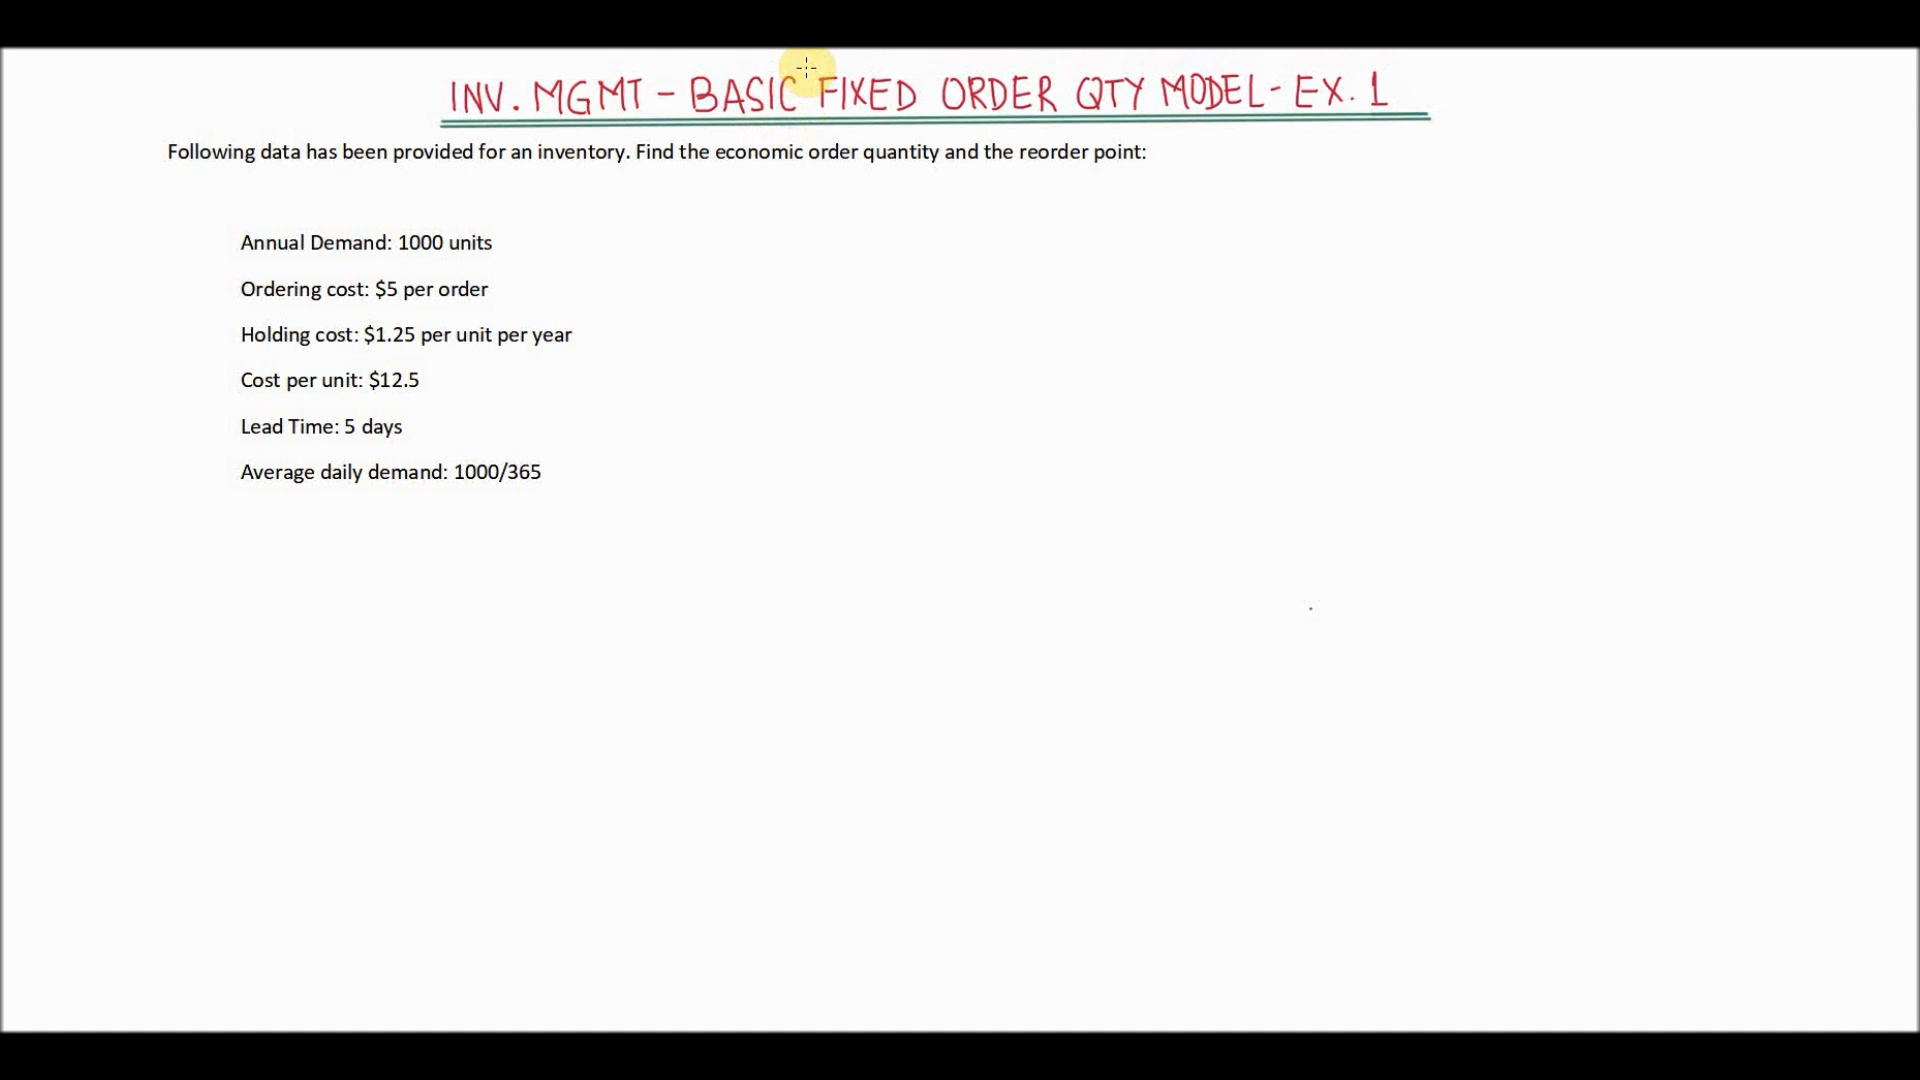 INV. MGMT - BASIC FIXED ORDER QTY MODEL - EX. 1
Following data has been provided for an inventory. Find the economic order quantity and the reorder point:
Annual Demand: 1000 units
Ordering cost: $5 per order
Holding cost: $1.25 per unit per year
Cost per unit: $12.5
Lead Time: 5 days
Average daily demand: 1000/365